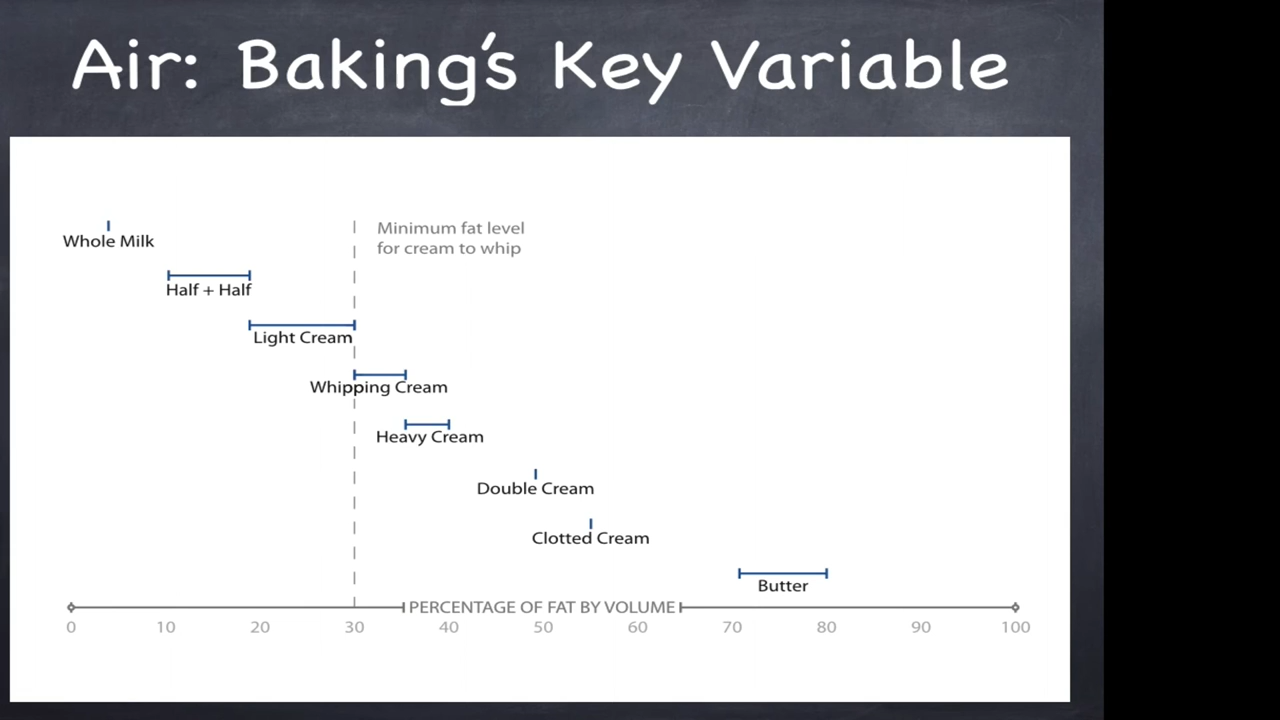 Air: Baking's Key Variable
Minimum fat level
for cream to whip
Whole Milk
Half + Half
Light Cream
Whipping Cream
Heavy Cream
Double Cream
Clotted Cream
Butter
PERCENTAGE OF FAT BY VOLUME
0 10 20 30 40 50 60 70 80 90 100